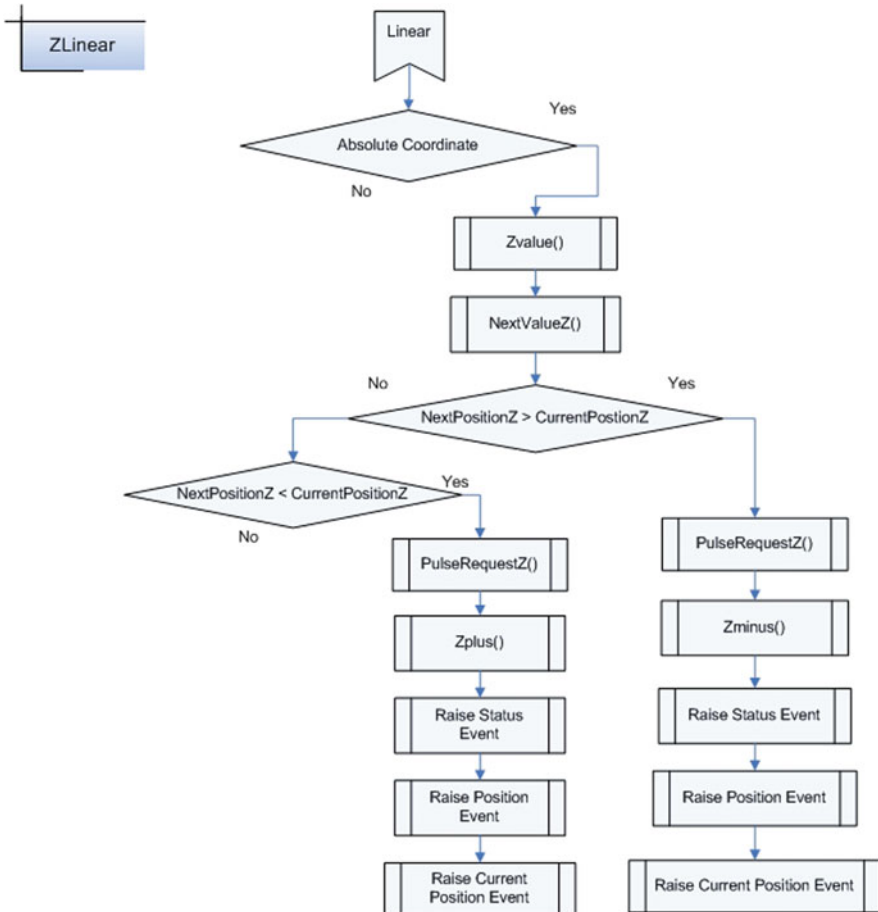 ZLinear
Linear
Yes
Absolute Coordinate
No
Zvalue()
NextValueZ()
No
Yes
NextPositionZ > CurrentPostionZ
NextPositionZ < CurrentPositionZ
Yes
No
PulseRequestZ()
PulseRequestZ()
Zplus()
Zminus()
Raise Status
Event
Raise Status Event
Raise Position
Event
Raise Position Event
Raise Current
Position Event
Raise Current Position Event